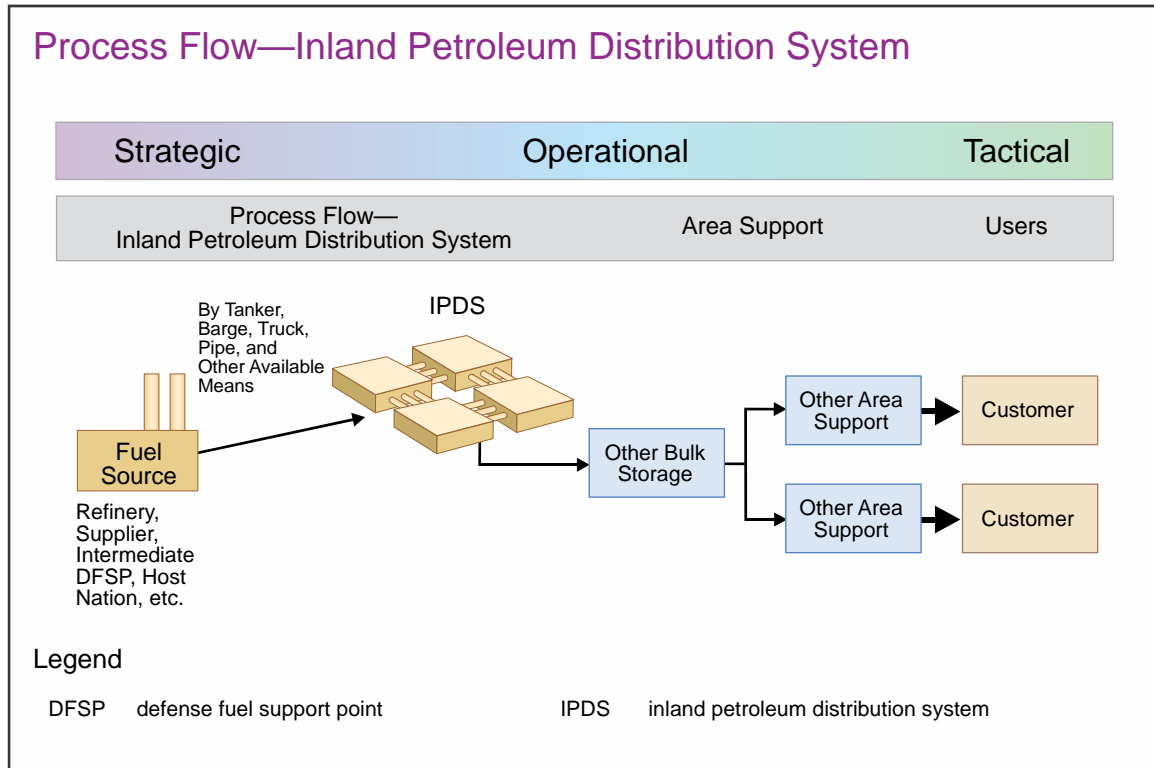 Process Flow—Inland Petroleum Distribution System
Strategic
Operational
Tactical
Process Flow—
Inland Petroleum Distribution System
Area Support
Users
By Tanker,
Barge, Truck,
Pipe, and
Other Available
Means
IPDS
Fuel
Source
Refinery,
Supplier,
Intermediate
DFSP, Host
Nation, etc.
Other Bulk
Storage
Other Area
Support
Customer
Other Area
Support
Customer
Legend
DFSP defense fuel support point
IPDS inland petroleum distribution system